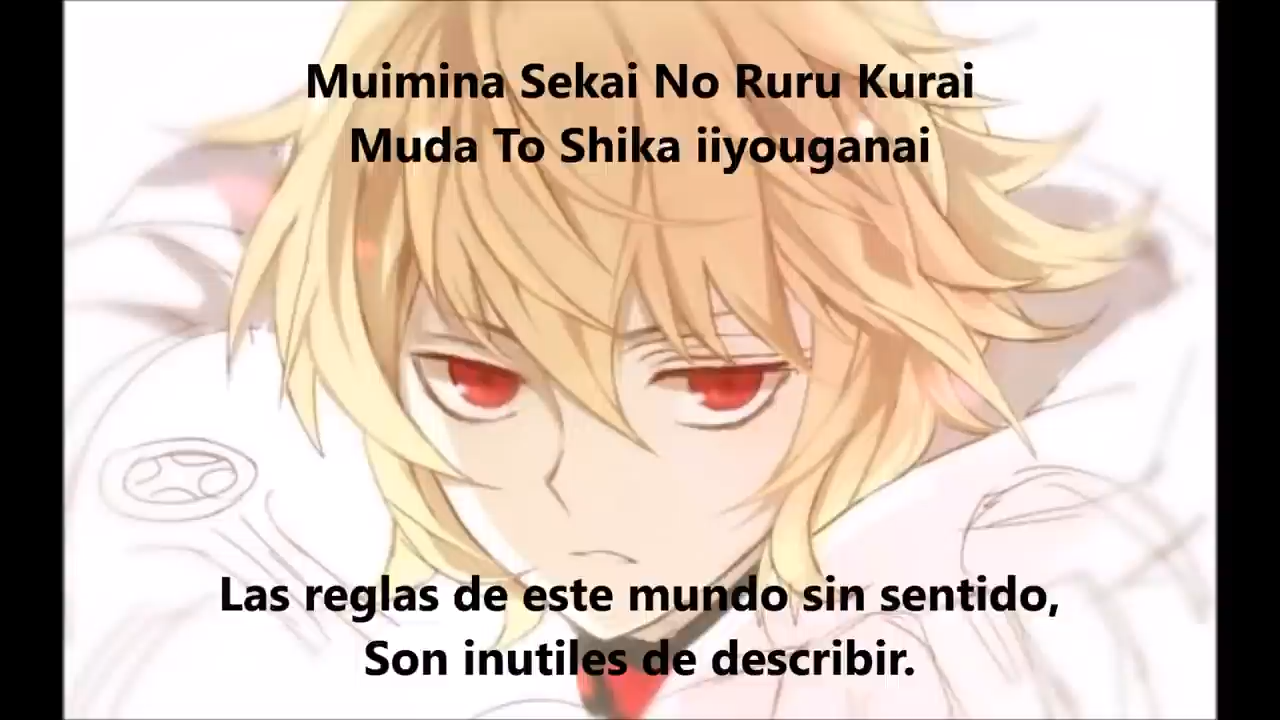 Muimina Sekai No Ruru Kurai
Muda To Shika iiyouganai
Las reglas de este mundo sin sentido,
Son inutiles de describir.